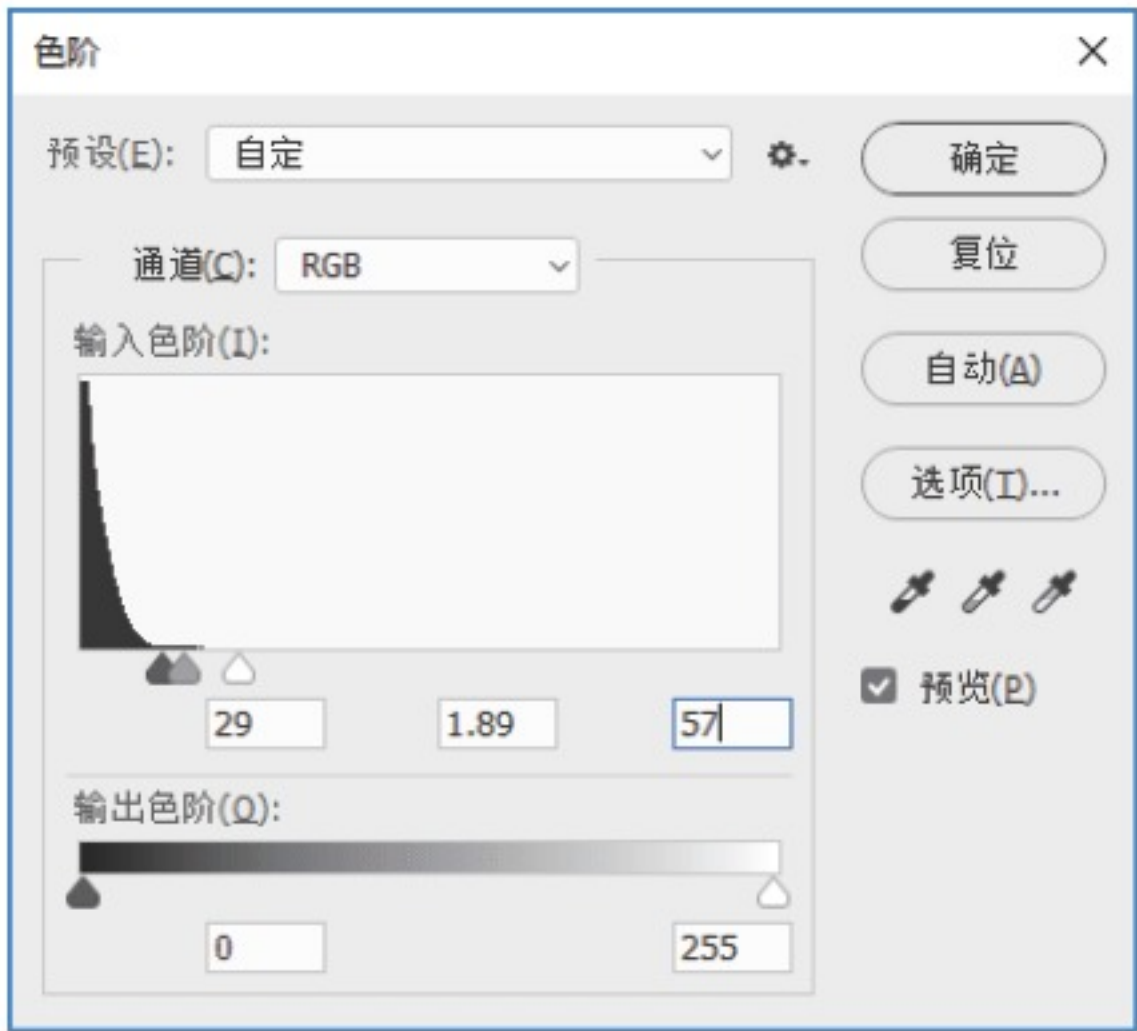 色阶
预设(E): 自定
确定
通道(C): RGB
复位
输入色阶(I):
自动(A)
选项(T)...
预览(P)
29 1.89 57
输出色阶(O):
0 255